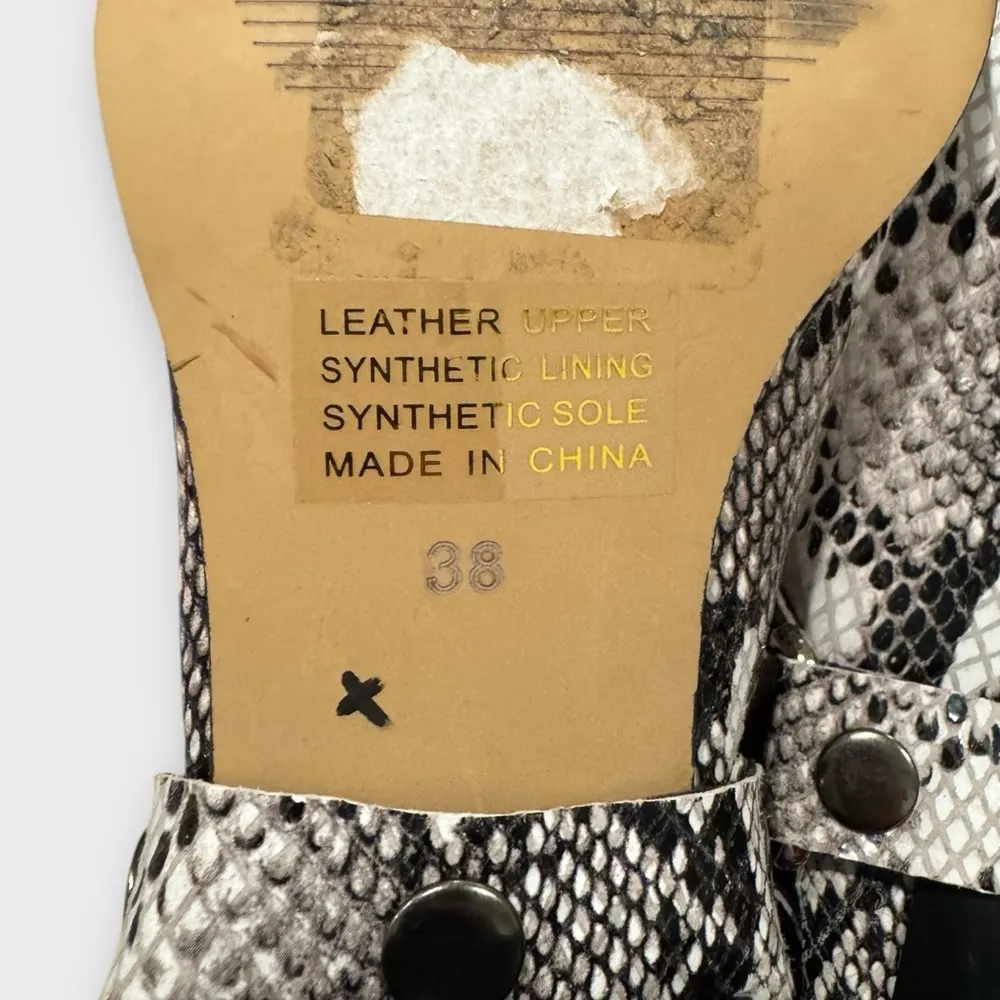 LEATHER UPPER
SYNTHETIC LINING
SYNTHETIC SOLE
MADE IN CHINA
38